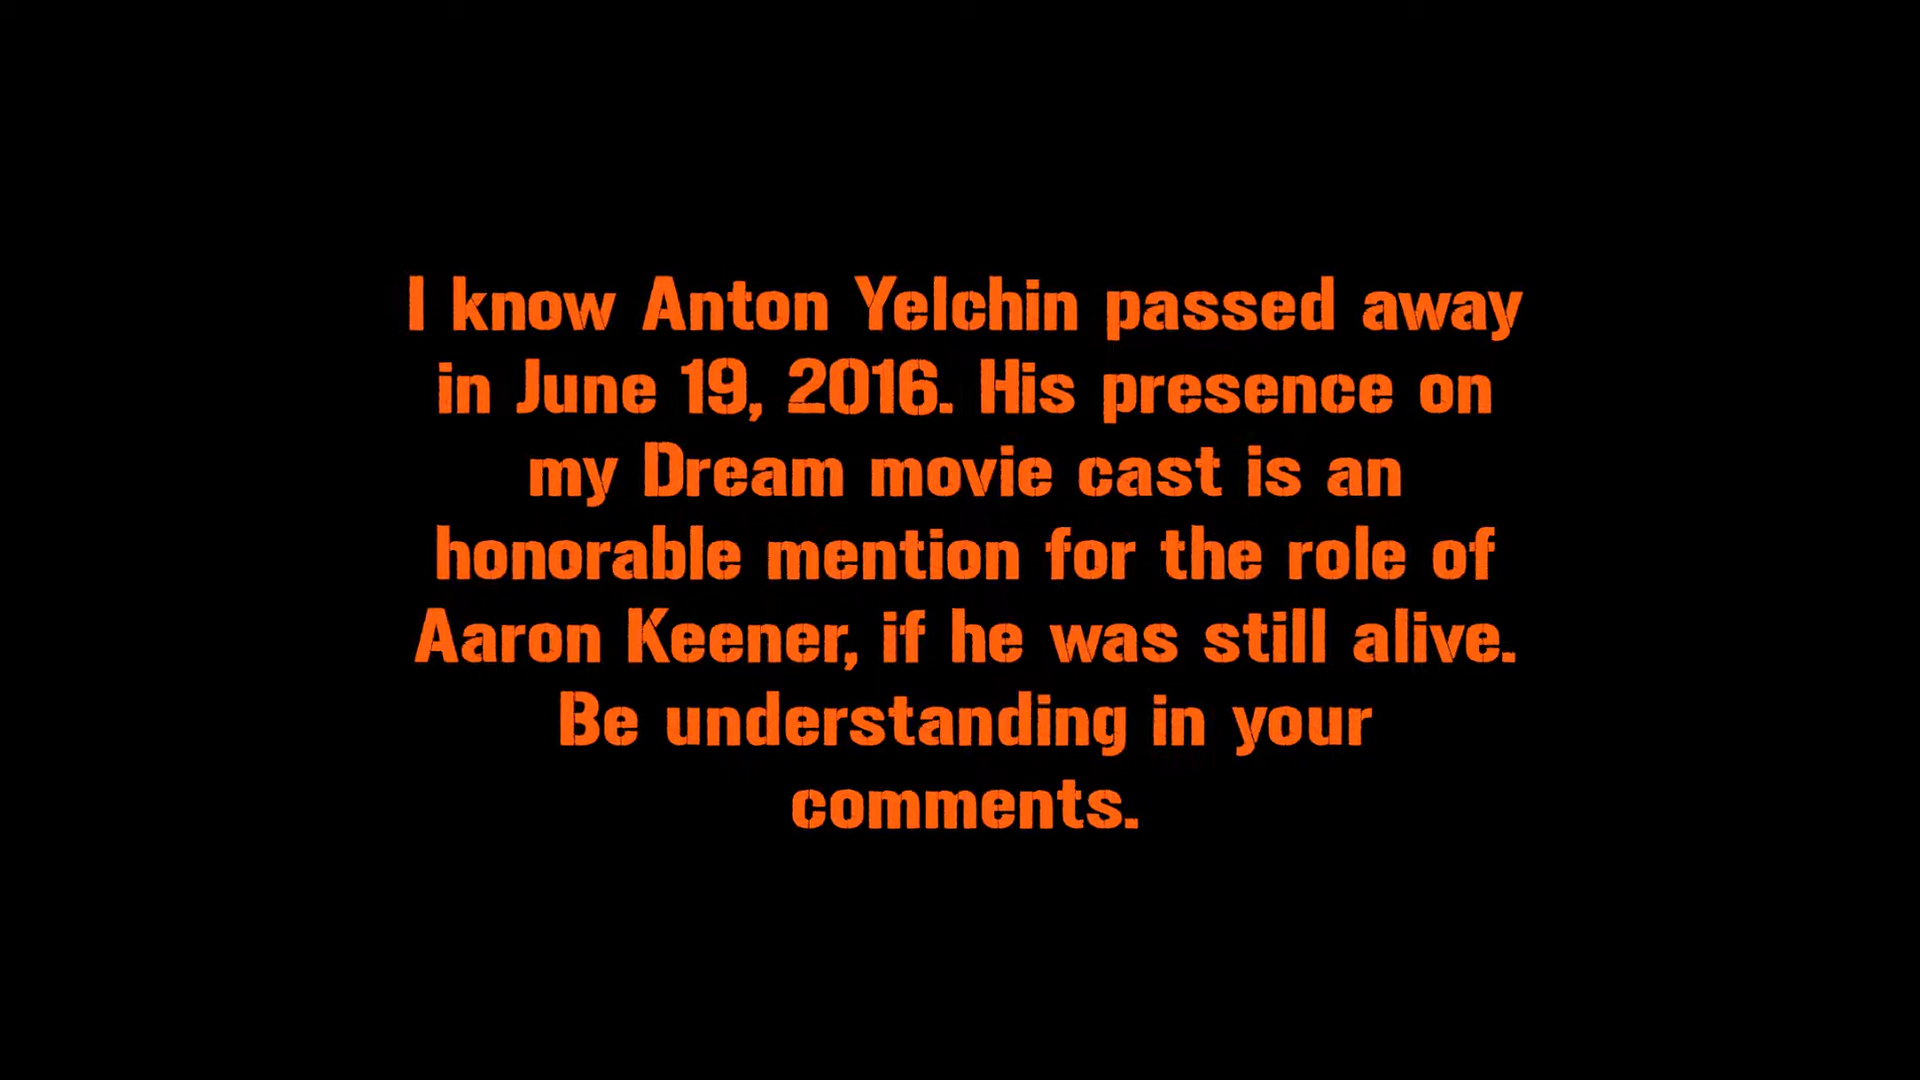 I know Anton Yelchin passed away
in June 19, 2016. His presence on
my Dream movie cast is an
honorable mention for the role of
Aaron Keener, if he was still alive.
Be understanding in your
comments.